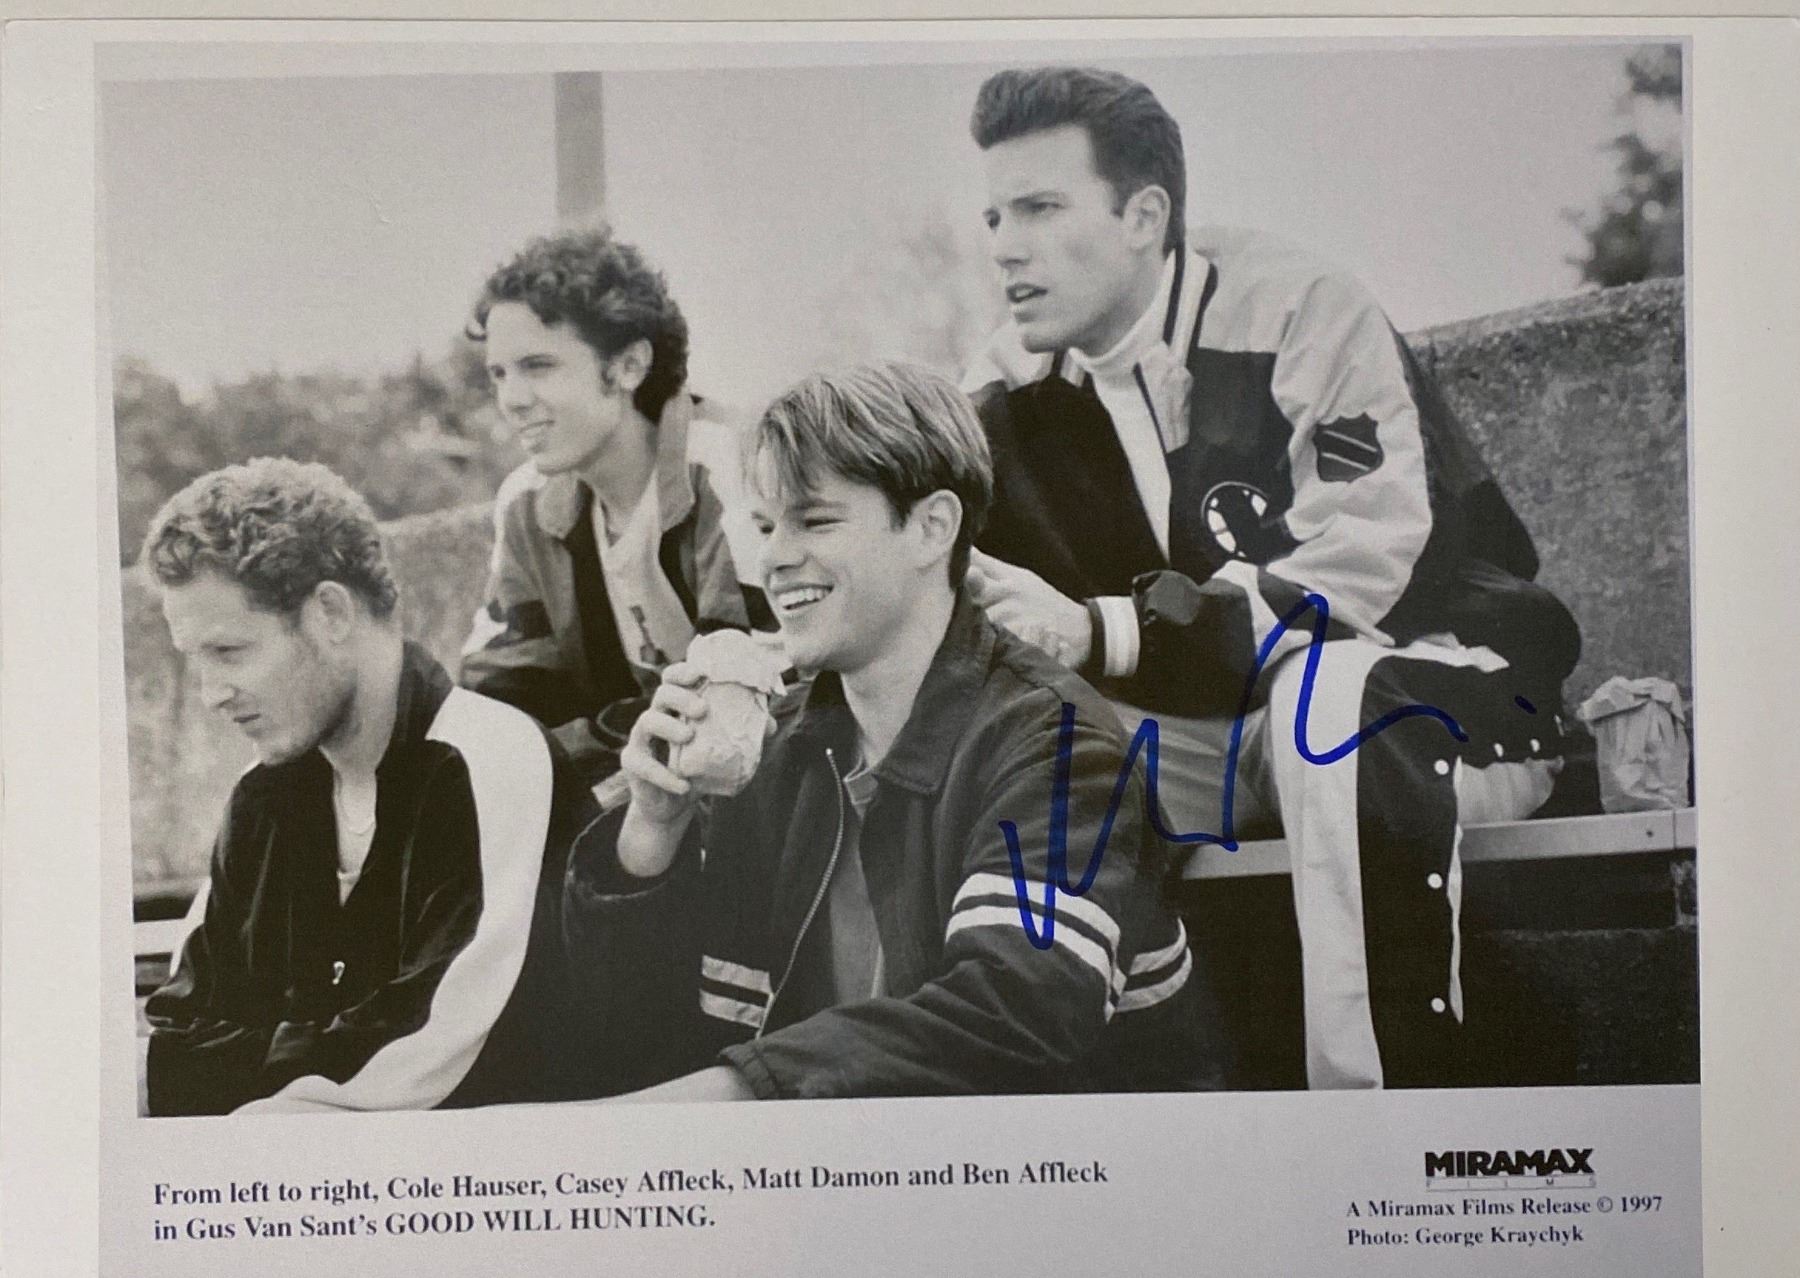 From left to right, Cole Hauser, Casey Affleck, Matt Damon and Ben Affleck
in Gus Van Sant's GOOD WILL HUNTING.
MIRAMAX
FILMS
A Miramax Films Release © 1997
Photo: George Kraychyk